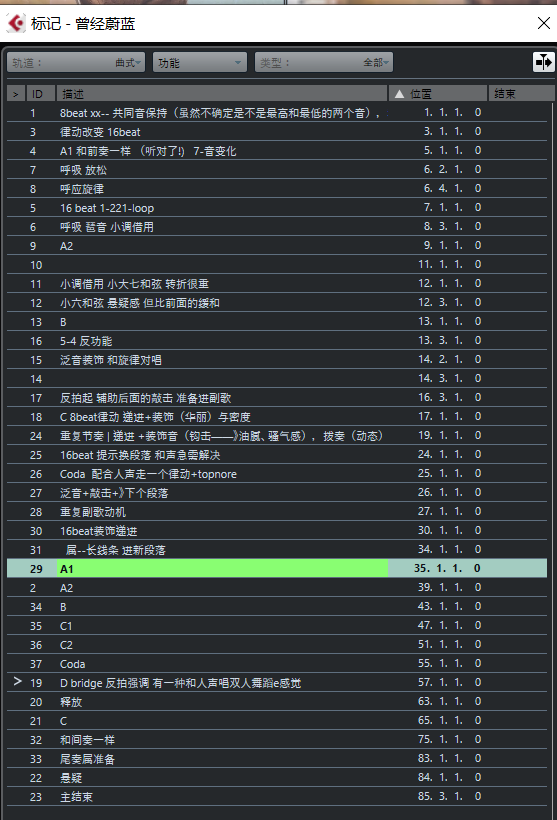 标记 - 曾经蔚蓝
轨道： 曲式 功能 类型： 全部
> ID 描述 位置 结束
1 8beat xx-- 共同音保持（虽然不确定是不是最高和最低的两个音）, 1. 1. 1. 0
3 律动改变 16beat 3. 1. 1. 0
4 A1 和前奏一样 （听对了!) 7-音变化 5. 1. 1. 0
7 呼吸 放松 6. 2. 1. 0
8 呼应旋律 6. 4. 1. 0
5 16 beat 1-221-loop 7. 1. 1. 0
6 呼吸 琶音 小调借用 8. 3. 1. 0
9 A2 9. 1. 1. 0
10 11. 1. 1. 0
11 小调借用 小大七和弦 转折很重 12. 1. 1. 0
12 小六和弦 悬疑感 但比前面的缓和 12. 3. 1. 0
13 B 13. 1. 1. 0
16 5-4 反功能 13. 3. 1. 0
15 泛音装饰 和旋律对唱 14. 2. 1. 0
14 14. 3. 1. 0
17 反拍起 辅助后面的敲击 准备进副歌 16. 3. 1. 0
18 C 8beat律动 递进+装饰（华丽）与密度 17. 1. 1. 0
24 重复节奏 | 递进 +装饰音（钩击——》油腻、骚气感）, 拨奏（动态） 19. 1. 1. 0
25 16beat 提示换段落 和声急需解决 24. 1. 1. 0
26 Coda 配合人声走一个律动+topnore 25. 1. 1. 0
27 泛音+敲击+》下个段落 26. 1. 1. 0
28 重复副歌动机 27. 1. 1. 0
30 16beat装饰递进 30. 1. 1. 0
31 属--长线条 进新段落 34. 1. 1. 0
29 A1 35. 1. 1. 0
2 A2 39. 1. 1. 0
34 B 43. 1. 1. 0
35 C1 47. 1. 1. 0
36 C2 51. 1. 1. 0
37 Coda 55. 1. 1. 0
> 19 D bridge 反拍强调 有一种和人声唱双人舞蹈e感觉 57. 1. 1. 0
20 释放 63. 1. 1. 0
21 C 65. 1. 1. 0
32 和间奏一样 75. 1. 1. 0
33 尾奏属准备 83. 1. 1. 0
22 悬疑 84. 1. 1. 0
23 主结束 85. 3. 1. 0